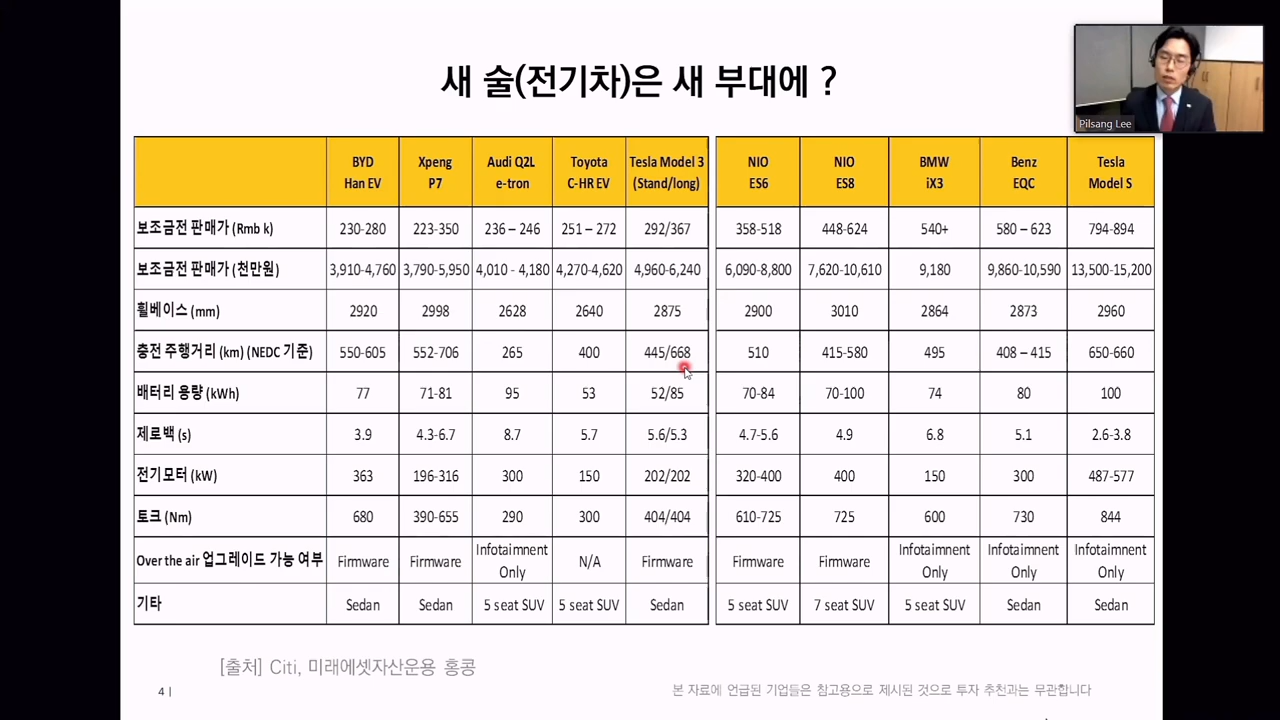 새 술(전기차)은 새 부대에 ?
Pilsang Lee
BYD Han EV Xpeng P7 Audi Q2L e-tron Toyota C-HR EV Tesla Model 3 (Stand/long) NIO ES6 NIO ES8 BMW iX3 Benz EQC Tesla Model S
보조금전 판매가 (Rmb k) 230-280 223-350 236 – 246 251 – 272 292/367 358-518 448-624 540+ 580 – 623 794-894
보조금전 판매가 (천만원) 3,910-4,760 3,790-5,950 4,010 - 4,180 4,270-4,620 4,960-6,240 6,090-8,800 7,620-10,610 9,180 9,860-10,590 13,500-15,200
휠베이스 (mm) 2920 2998 2628 2640 2875 2900 3010 2864 2873 2960
충전 주행거리 (km) (NEDC 기준) 550-605 552-706 265 400 445/668 510 415-580 495 408 – 415 650-660
배터리 용량 (kWh) 77 71-81 95 53 52/85 70-84 70-100 74 80 100
제로백 (s) 3.9 4.3-6.7 8.7 5.7 5.6/5.3 4.7-5.6 4.9 6.8 5.1 2.6-3.8
전기모터 (kW) 363 196-316 300 150 202/202 320-400 400 150 300 487-577
토크 (Nm) 680 390-655 290 300 404/404 610-725 725 600 730 844
Over the air 업그레이드 가능 여부 Firmware Firmware Infotaimnent Only N/A Firmware Firmware Firmware Infotaimnent Only Infotaimnent Only Infotaimnent Only
기타 Sedan Sedan 5 seat SUV 5 seat SUV Sedan 5 seat SUV 7 seat SUV 5 seat SUV Sedan Sedan
[출처] Citi, 미래에셋자산운용 홍콩
4 |
본 자료에 언급된 기업들은 참고용으로 제시된 것으로 투자 추천과는 무관합니다